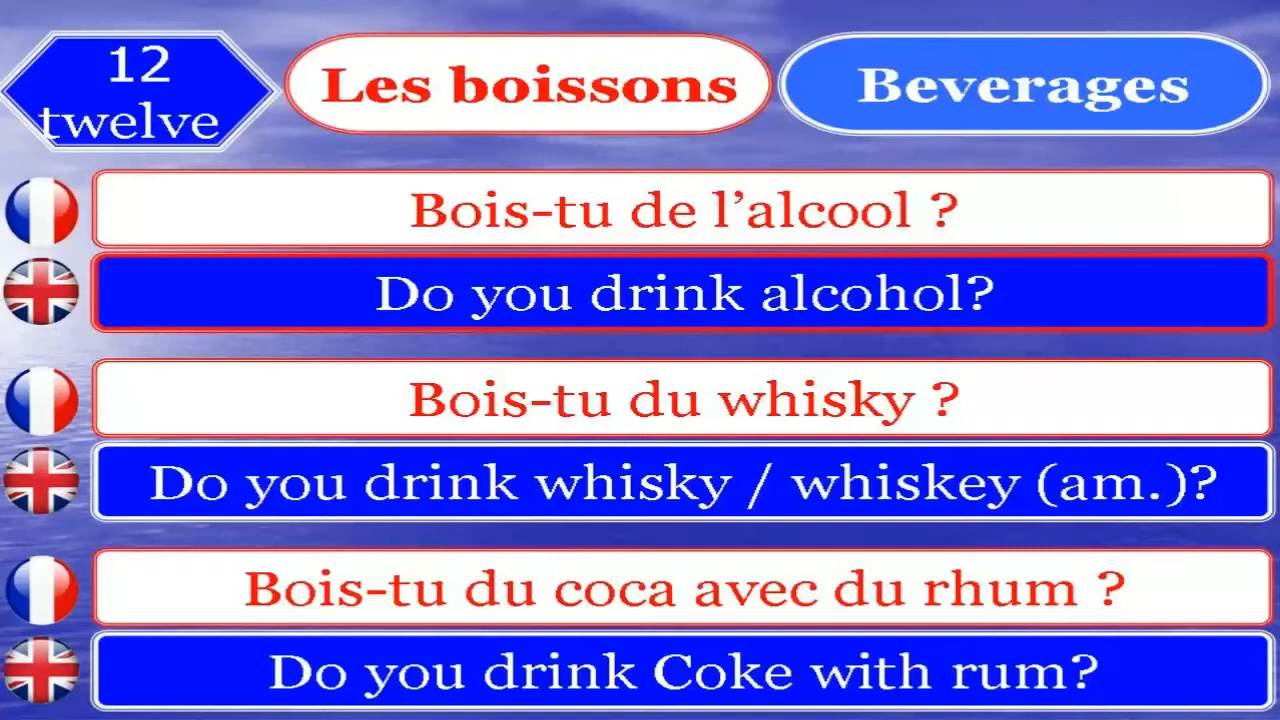 12
twelve
Les boissons
Beverages
Bois-tu de l’alcool ?
Do you drink alcohol?
Bois-tu du whisky ?
Do you drink whisky / whiskey (am.)?
Bois-tu du coca avec du rhum ?
Do you drink Coke with rum?